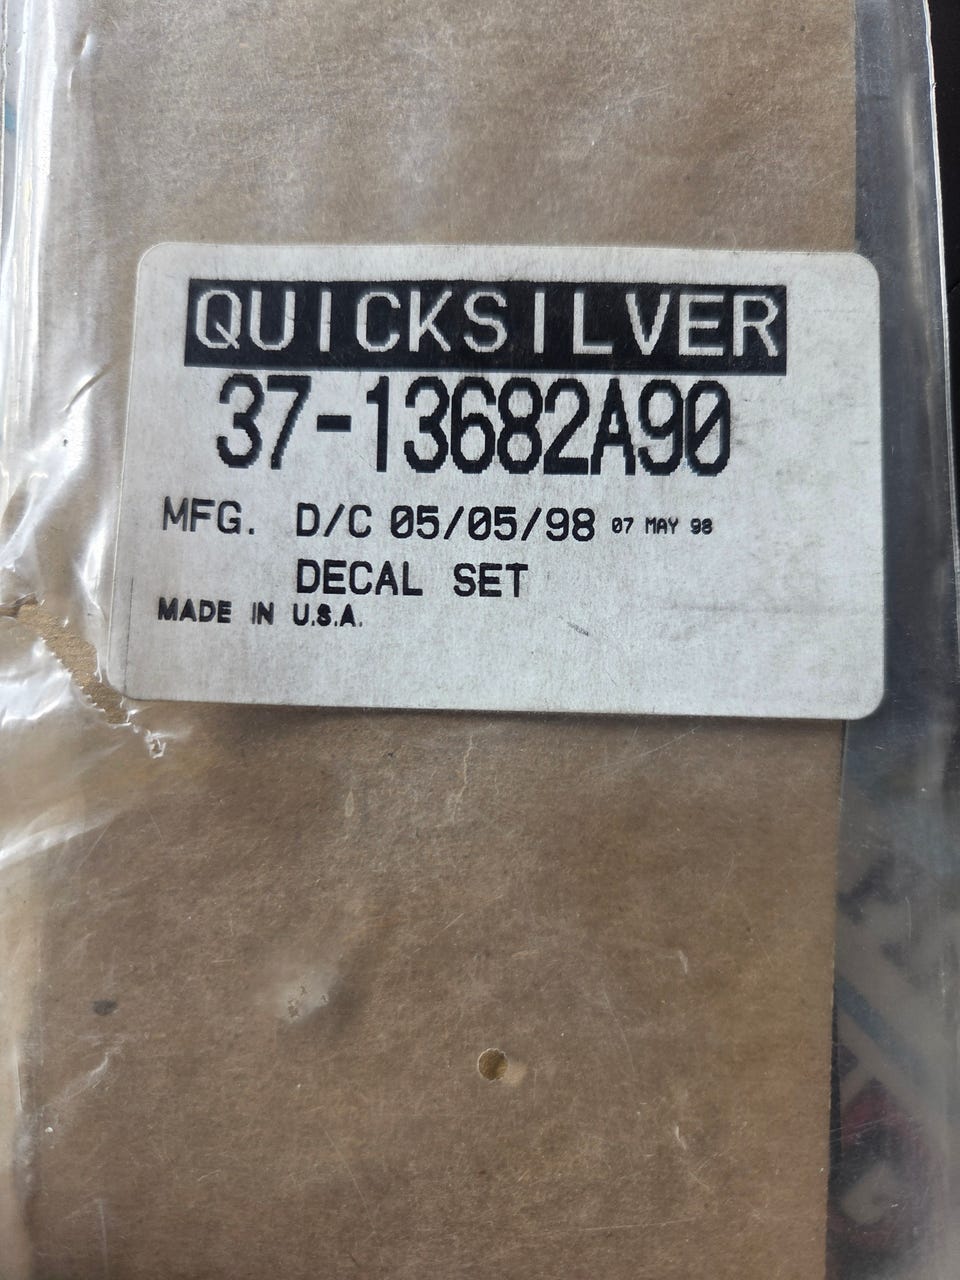 QUICKSILVER
37-13682A90
MFG. D/C 05/05/98 07 MAY 98
DECAL SET
MADE IN U.S.A.